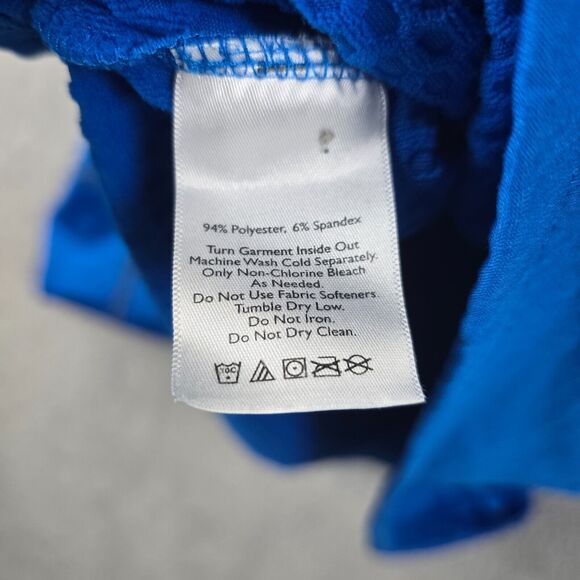 94% Polyester, 6% Spandex
Turn Garment Inside Out
Machine Wash Cold Separately.
Only Non-Chlorine Bleach
As Needed.
Do Not Use Fabric Softeners.
Tumble Dry Low.
Do Not Iron.
Do Not Dry Clean.